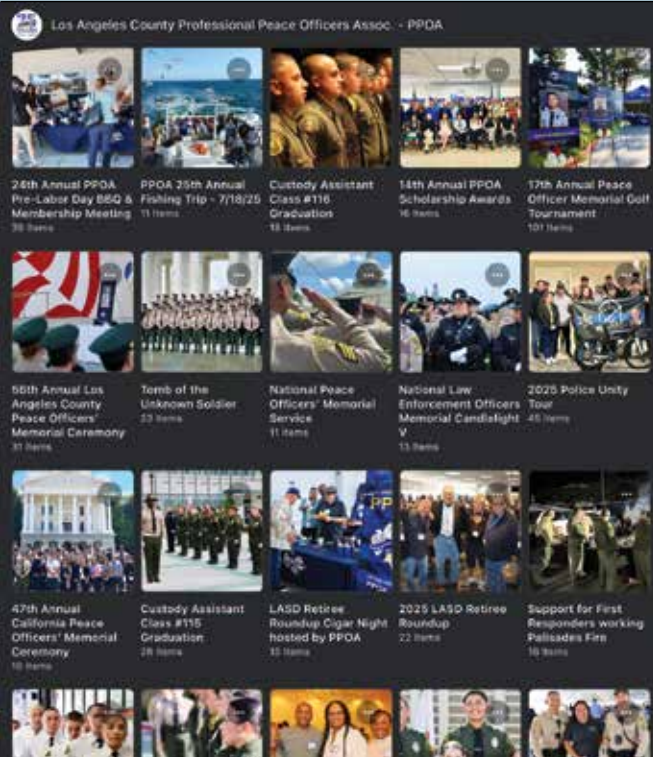 Los Angeles County Professional Peace Officers Assoc. - PPOA
24th Annual PPOA
Pre-Labor Day BBQ &
Membership Meeting
PPOA 25th Annual
Fishing Trip - 7/18/25
11 Items
Custody Assistant
Class #116
Graduation
14th Annual PPOA
Scholarship Awards
16 Items
17th Annual Peace
Officer Memorial Golf
Tournament
101 Items
56th Annual Los
Angeles County
Peace Officers'
Memorial Ceremony
31 Items
Tomb of the
Unknown Soldier
National Peace
Officers' Memorial
Service
11 Items
National Law
Enforcement Officers
Memorial Candlelight
V
13 Items
2025 Police Unity
Tour
45 Items
47th Annual
California Peace
Officers' Memorial
Ceremony
Custody Assistant
Class #115
Graduation
LASD Retiree
Roundup Cigar Night
hosted by PPOA
2025 LASD Retiree
Roundup
22 Items
Support for First
Responders working
Palisades Fire